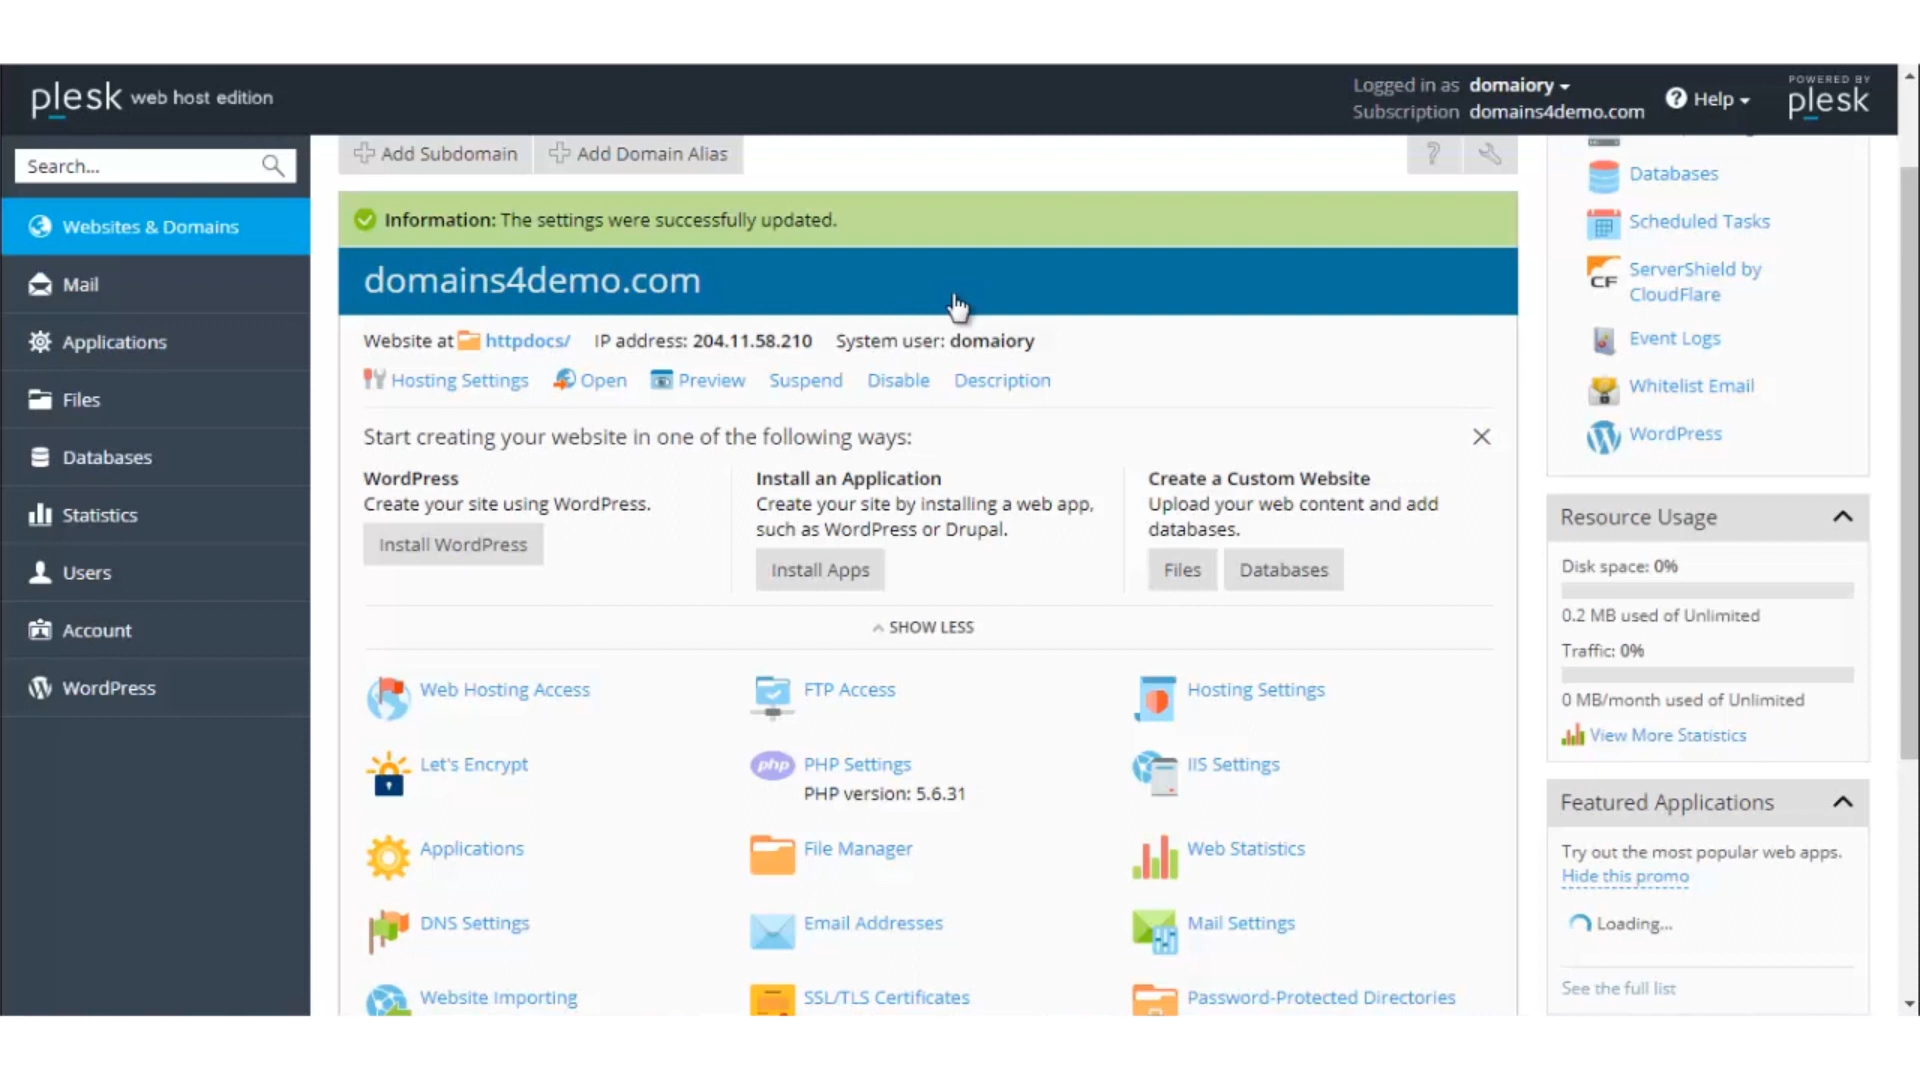 plesk web host edition
Logged in as domaiory
Subscription domains4demo.com
Help
POWERED BY
plesk
Search...
Websites & Domains
Mail
Applications
Files
Databases
Statistics
Users
Account
WordPress
Add Subdomain
Add Domain Alias
?
Information: The settings were successfully updated.
domains4demo.com
Website at httpdocs/ IP address: 204.11.58.210 System user: domaiory
Hosting Settings Open Preview Suspend Disable Description
Start creating your website in one of the following ways:
WordPress
Create your site using WordPress.
Install WordPress
Install an Application
Create your site by installing a web app,
such as WordPress or Drupal.
Install Apps
Create a Custom Website
Upload your web content and add
databases.
Files
Databases
SHOW LESS
Web Hosting Access
FTP Access
Hosting Settings
Let's Encrypt
php
PHP Settings
PHP version: 5.6.31
IIS Settings
Applications
File Manager
Web Statistics
DNS Settings
Email Addresses
Mail Settings
Website Importing
SSL/TLS Certificates
Password-Protected Directories
Databases
Scheduled Tasks
CF
ServerShield by
CloudFlare
Event Logs
Whitelist Email
WordPress
Resource Usage
Disk space: 0%
0.2 MB used of Unlimited
Traffic: 0%
0 MB/month used of Unlimited
View More Statistics
Featured Applications
Try out the most popular web apps.
Hide this promo
Loading...
See the full list